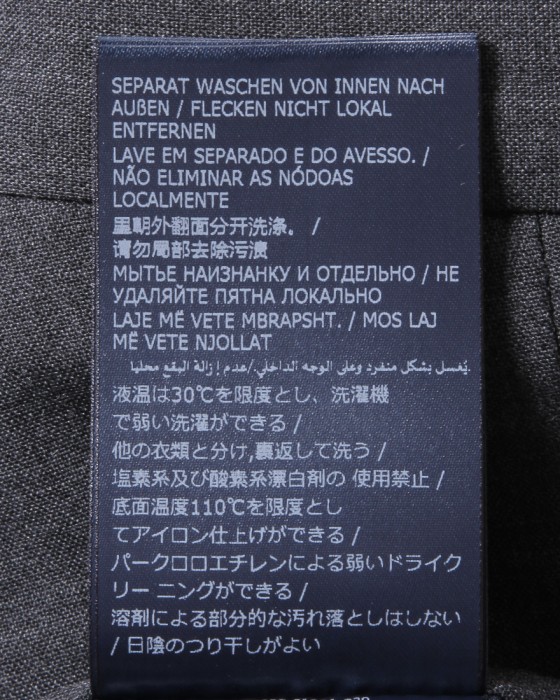 SEPARAT WASCHEN VON INNEN NACH
AUßEN / FLECKEN NICHT LOKAL
ENTFERNEN
LAVE EM SEPARADO E DO AVESSO. /
NÃO ELIMINAR AS NÓDOAS
LOCALMENTE
里朝外翻面分开洗涤。 /
请勿局部去除污渍
МЫТЬЕ НАИЗНАНКУ И ОТДЕЛЬНО / НЕ
УДАЛЯЙТЕ ПЯТНА ЛОКАЛЬНО
LAJE MË VETE MBRAPSHT. / MOS LAJ
MË VETE NJOLLAT
يُغسل بشكل منفرد وعلى الوجه الداخلي/عدم إزالة البقع محليا.
液温は30℃を限度とし、洗濯機
で弱い洗濯ができる /
他の衣類と分け,裏返して洗う /
塩素系及び酸素系漂白剤の 使用禁止 /
底面温度110℃を限度とし
てアイロン仕上げができる /
パークロロエチレンによる弱いドライク
リー ニングができる /
溶剤による部分的な汚れ落としはしない
/ 日陰のつり干しがよい